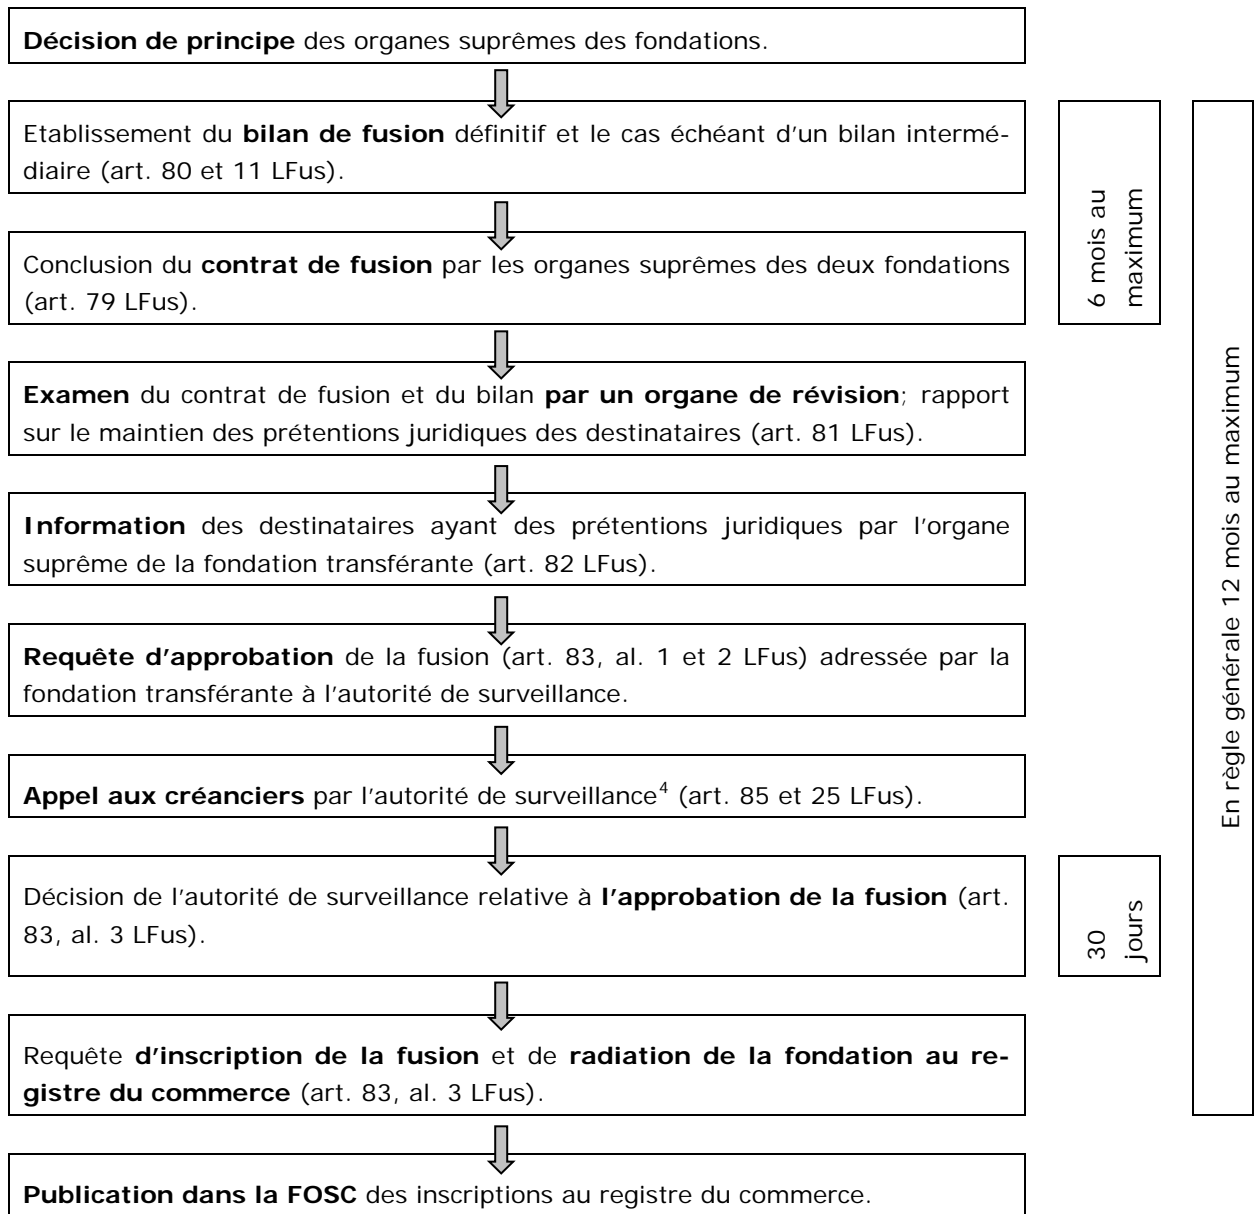 Décision de principe des organes suprêmes des fondations.
Etablissement du bilan de fusion définitif et le cas échéant d'un bilan intermé-
diaire (art. 80 et 11 LFus).
Conclusion du contrat de fusion par les organes suprêmes des deux fondations
(art. 79 LFus).
6 mois au
maximum
Examen du contrat de fusion et du bilan par un organe de révision; rapport
sur le maintien des prétentions juridiques des destinataires (art. 81 LFus).
Information des destinataires ayant des prétentions juridiques par l'organe
suprême de la fondation transférante (art. 82 LFus).
Requête d'approbation de la fusion (art. 83, al. 1 et 2 LFus) adressée par la
fondation transférante à l'autorité de surveillance.
Appel aux créanciers par l'autorité de surveillance4 (art. 85 et 25 LFus).
Décision de l'autorité de surveillance relative à l'approbation de la fusion (art.
83, al. 3 LFus).
30
jours
Requête d'inscription de la fusion et de radiation de la fondation au re-
gistre du commerce (art. 83, al. 3 LFus).
En règle générale 12 mois au maximum
Publication dans la FOSC des inscriptions au registre du commerce.